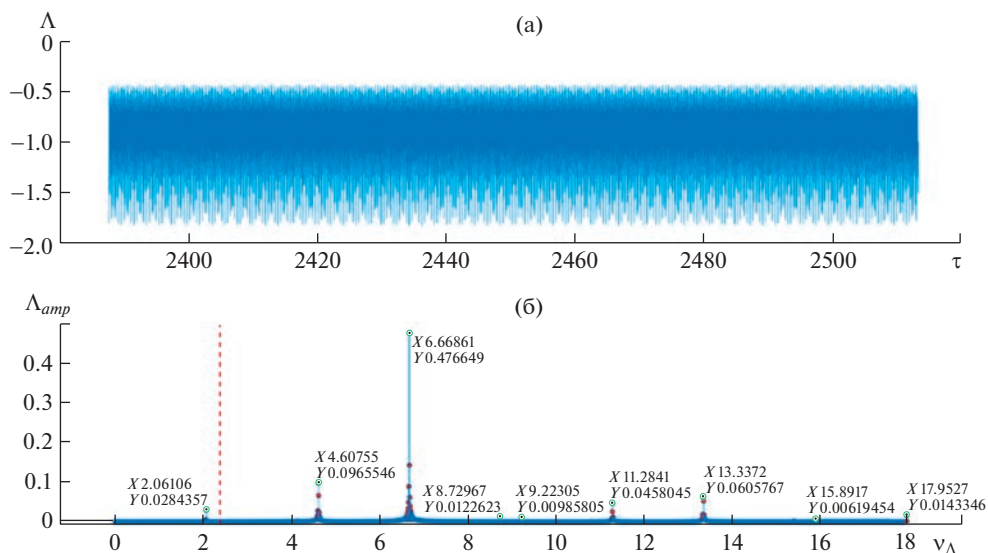 Λ
(а)
0
−0.5
−1.0
−1.5
−2.0
2400 2420 2440 2460 2480 2500 τ
Λamp
(б)
0.4
0.3
0.2
0.1
0
X 6.66861
Y 0.476649
X 4.60755
Y 0.0965546
X 2.06106
Y 0.0284357
X 8.72967
Y 0.0122623
X 9.22305
Y 0.00985805
X 11.2841
Y 0.0458045
X 13.3372
Y 0.0605767
X 15.8917
Y 0.00619454
X 17.9527
Y 0.0143346
0 2 4 6 8 10 12 14 16 18 νΛ